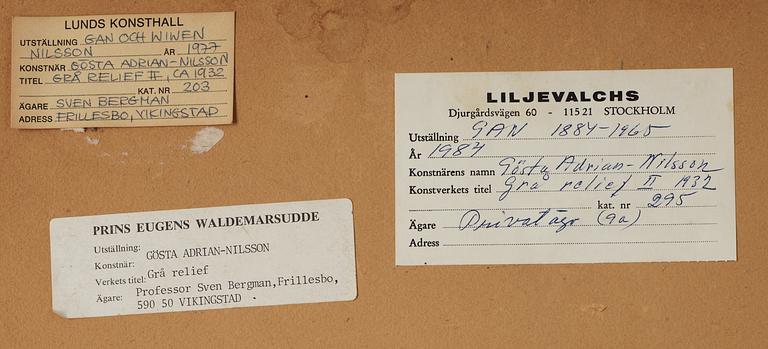 LUNDS KONSTHALL
UTSTÄLLNING GAN OCH WIWEN
NILSSON ÅR 1977
KONSTNÄR GÖSTA ADRIAN-NILSSON
TITEL GRÅ RELIEF II, CA 1932
KAT. NR 203
ÄGARE SVEN BERGMAN
ADRESS FRILLESBO, VIKINGSTAD
LILJEVALCHS
Djurgårdsvägen 60 - 115 21 STOCKHOLM
Utställning GAN 1884-1965
År 1984
Konstnärens namn Gösta Adrian-Nilsson
Konstverkets titel Grå relief II 1932
kat. nr 295
Ägare Privat äga (9a)
Adress
PRINS EUGENS WALDEMARSUDDE
Utställning:
Konstnär: GÖSTA ADRIAN-NILSSON
Verkets titel: Grå relief
Ägare: Professor Sven Bergman, Frillesbo,
590 50 VIKINGSTAD